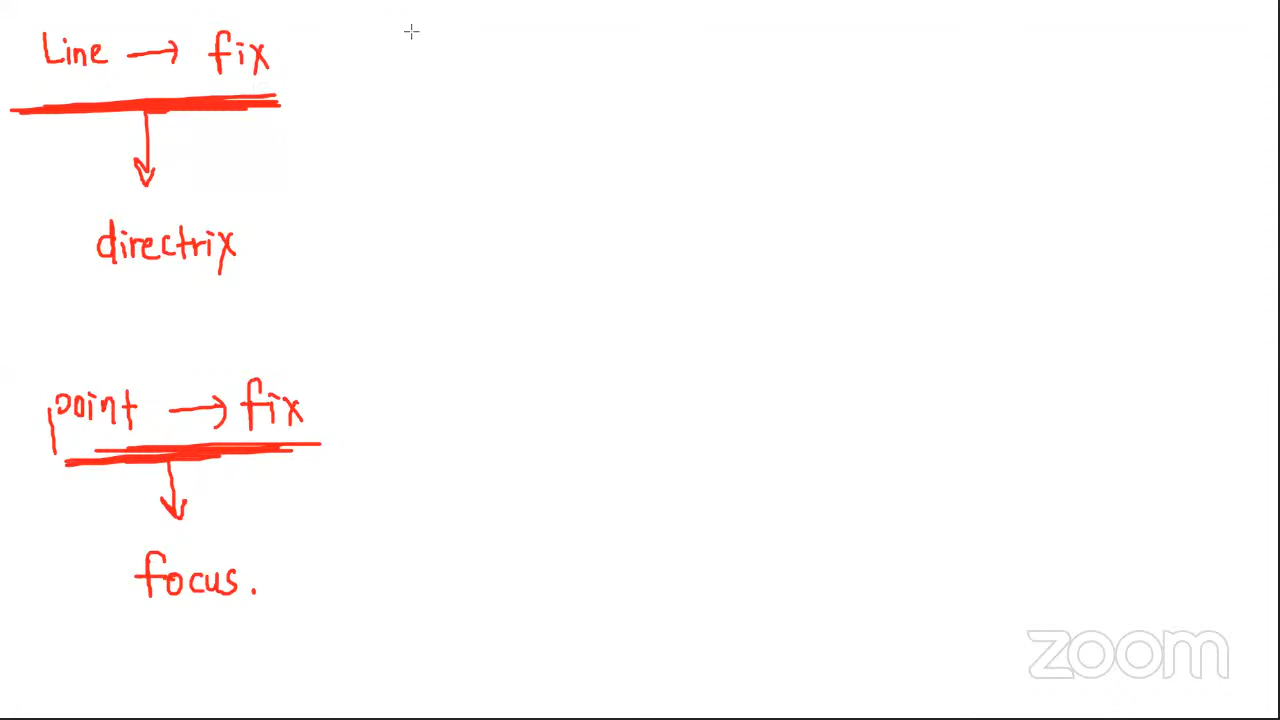 Line → fix
directrix
point → fix
focus.
zoom